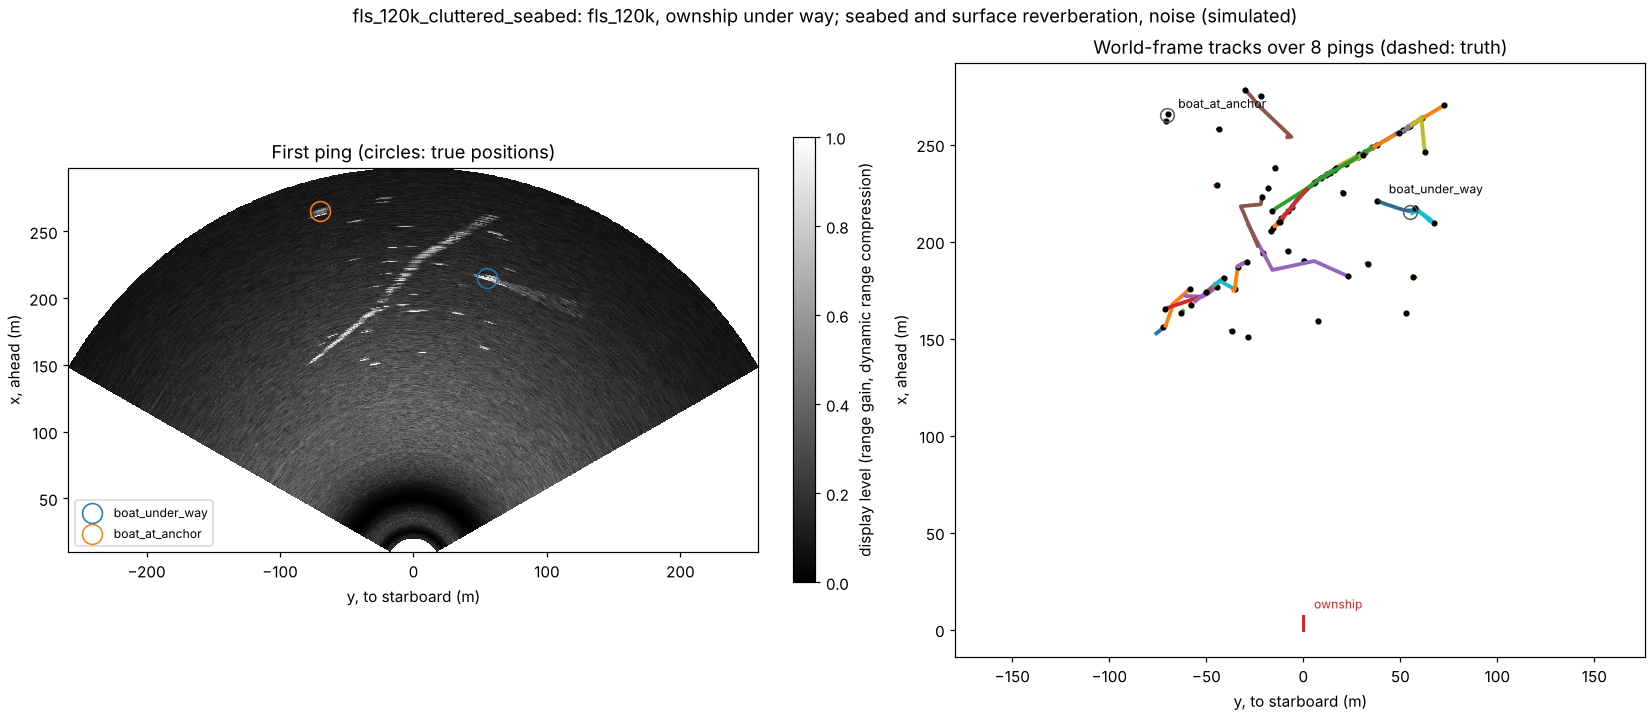 fls_120k_cluttered_seabed: fls_120k, ownship under way; seabed and surface reverberation, noise (simulated)
First ping (circles: true positions)
x, ahead (m)
250
200
150
100
50
−200
−100
0
100
200
y, to starboard (m)
boat_under_way
boat_at_anchor
1.0
0.8
0.6
0.4
0.2
0.0
display level (range gain, dynamic range compression)
World-frame tracks over 8 pings (dashed: truth)
x, ahead (m)
250
200
150
100
50
0
boat_at_anchor
boat_under_way
ownship
−150
−100
−50
0
50
100
150
y, to starboard (m)